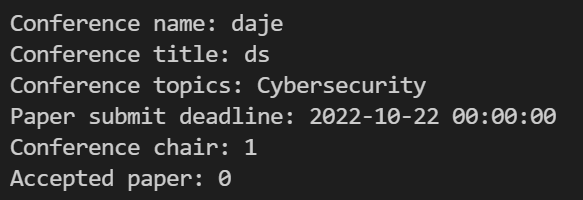 Conference name: daje
Conference title: ds
Conference topics: Cybersecurity
Paper submit deadline: 2022-10-22 00:00:00
Conference chair: 1
Accepted paper: 0